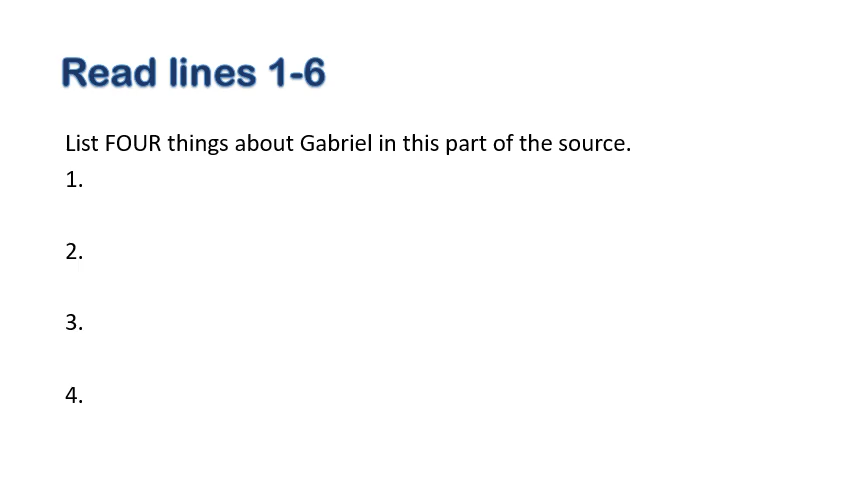 Read lines 1-6
List FOUR things about Gabriel in this part of the source.
1.
2.
3.
4.